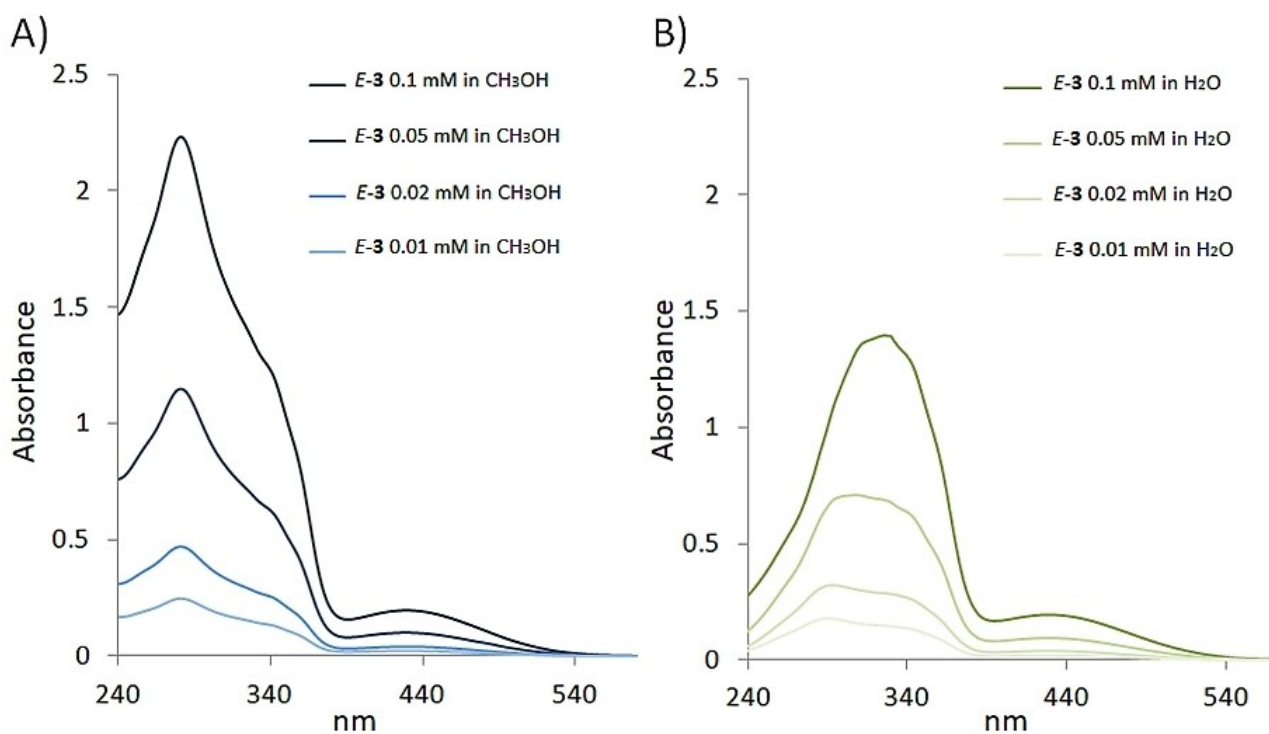 A)
2.5
2
1.5
1
0.5
0
Absorbance
240
340
440
540
nm
E-3 0.1 mM in CH3OH
E-3 0.05 mM in CH3OH
E-3 0.02 mM in CH3OH
E-3 0.01 mM in CH3OH
B)
2.5
2
1.5
1
0.5
0
Absorbance
240
340
440
540
nm
E-3 0.1 mM in H2O
E-3 0.05 mM in H2O
E-3 0.02 mM in H2O
E-3 0.01 mM in H2O